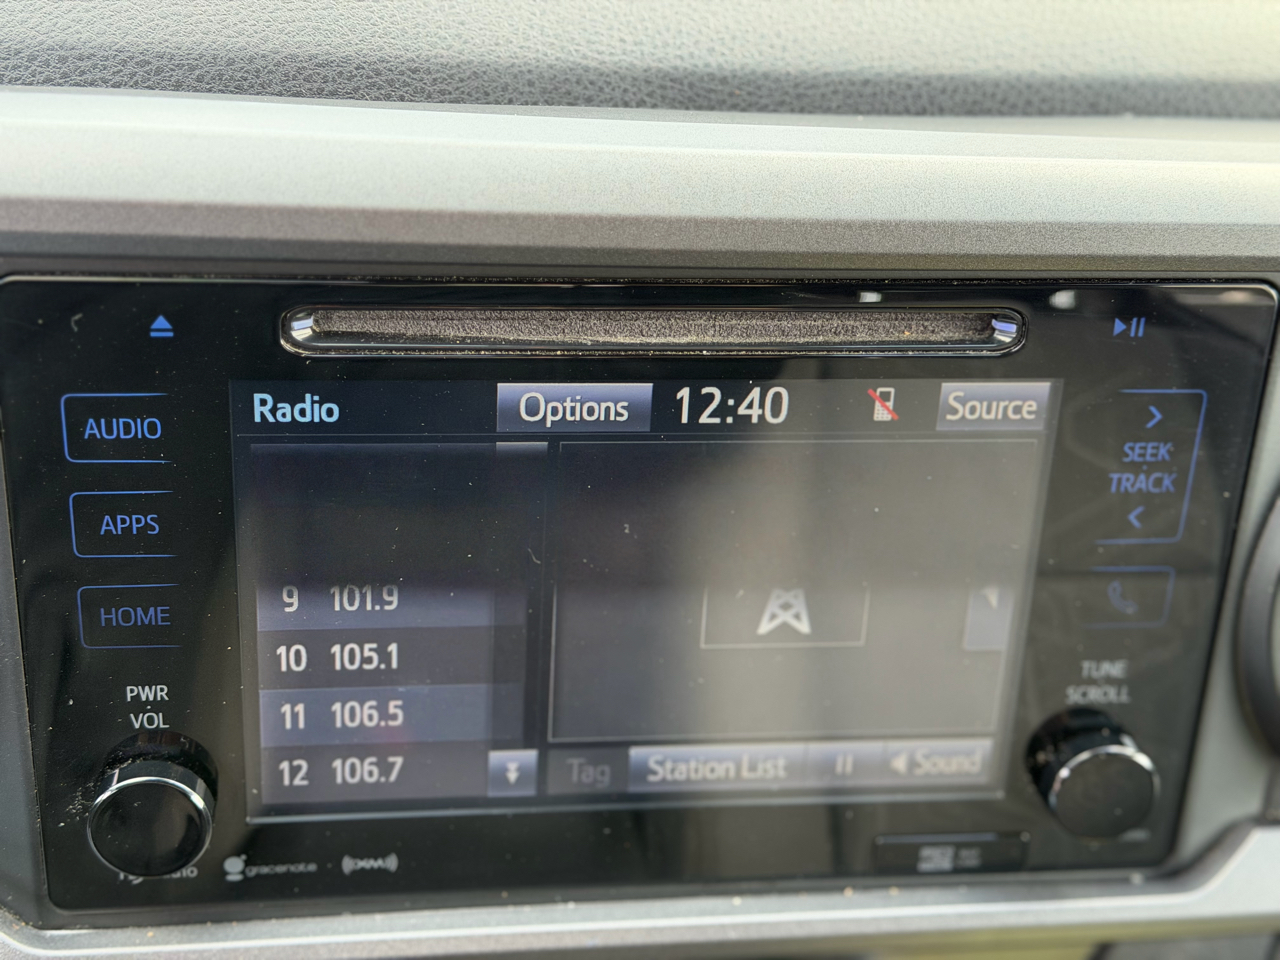 Radio
Options
12:40
Source
AUDIO
APPS
HOME
PWR
VOL
9 101.9
10 105.1
11 106.5
12 106.7
Tag
Station List
Sound
SEEK
TRACK
TUNE
SCROLL
gracenote
XM